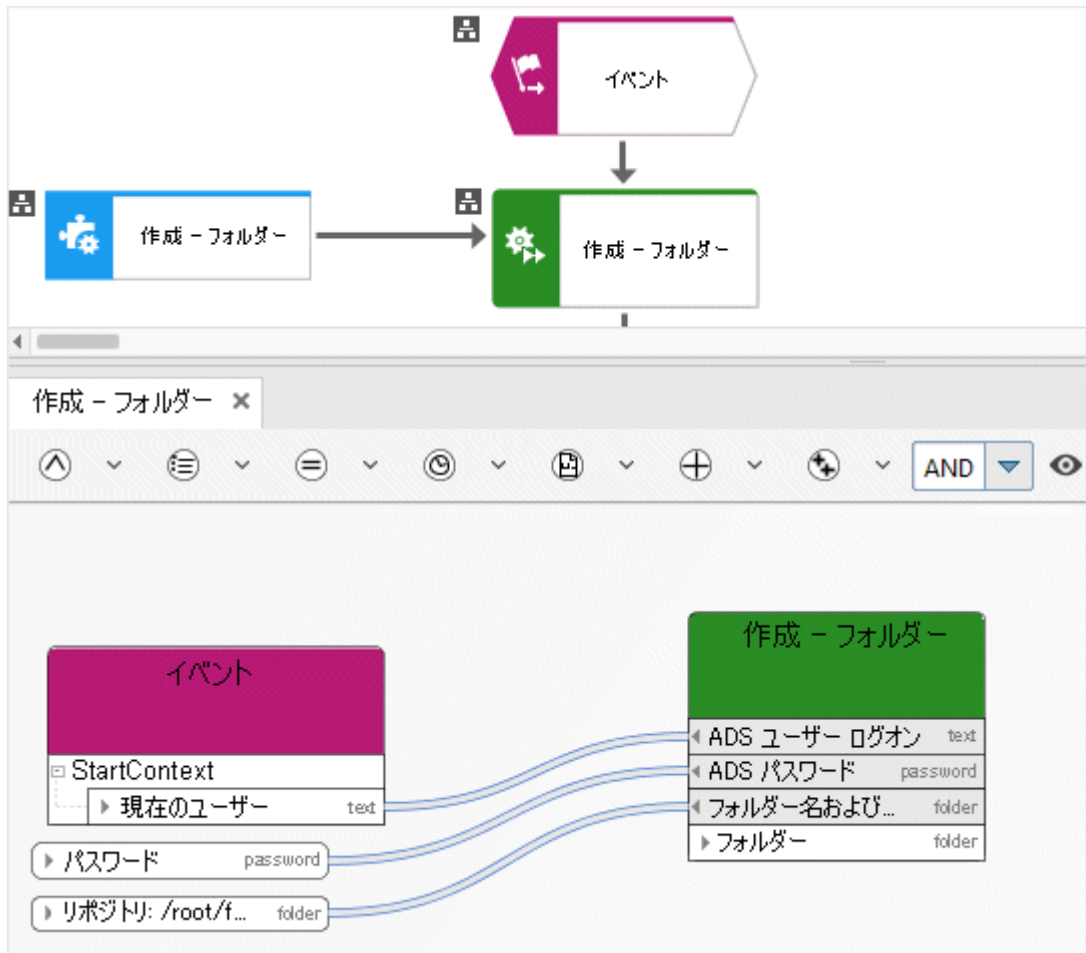 イベント
作成 – フォルダー
作成 – フォルダー
作成 – フォルダー
AND
イベント
StartContext
現在のユーザー text
パスワード password
リポジトリ: /root/f... folder
作成 – フォルダー
ADS ユーザー ログオン text
ADS パスワード password
フォルダー名および... folder
フォルダー folder